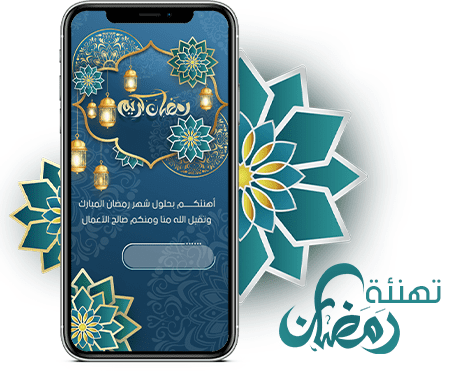 رمضان كريم
أهنئكم بحلول شهر رمضان المبارك
وتقبل الله منا ومنكم صالح الأعمال
تهنئة
رمضان